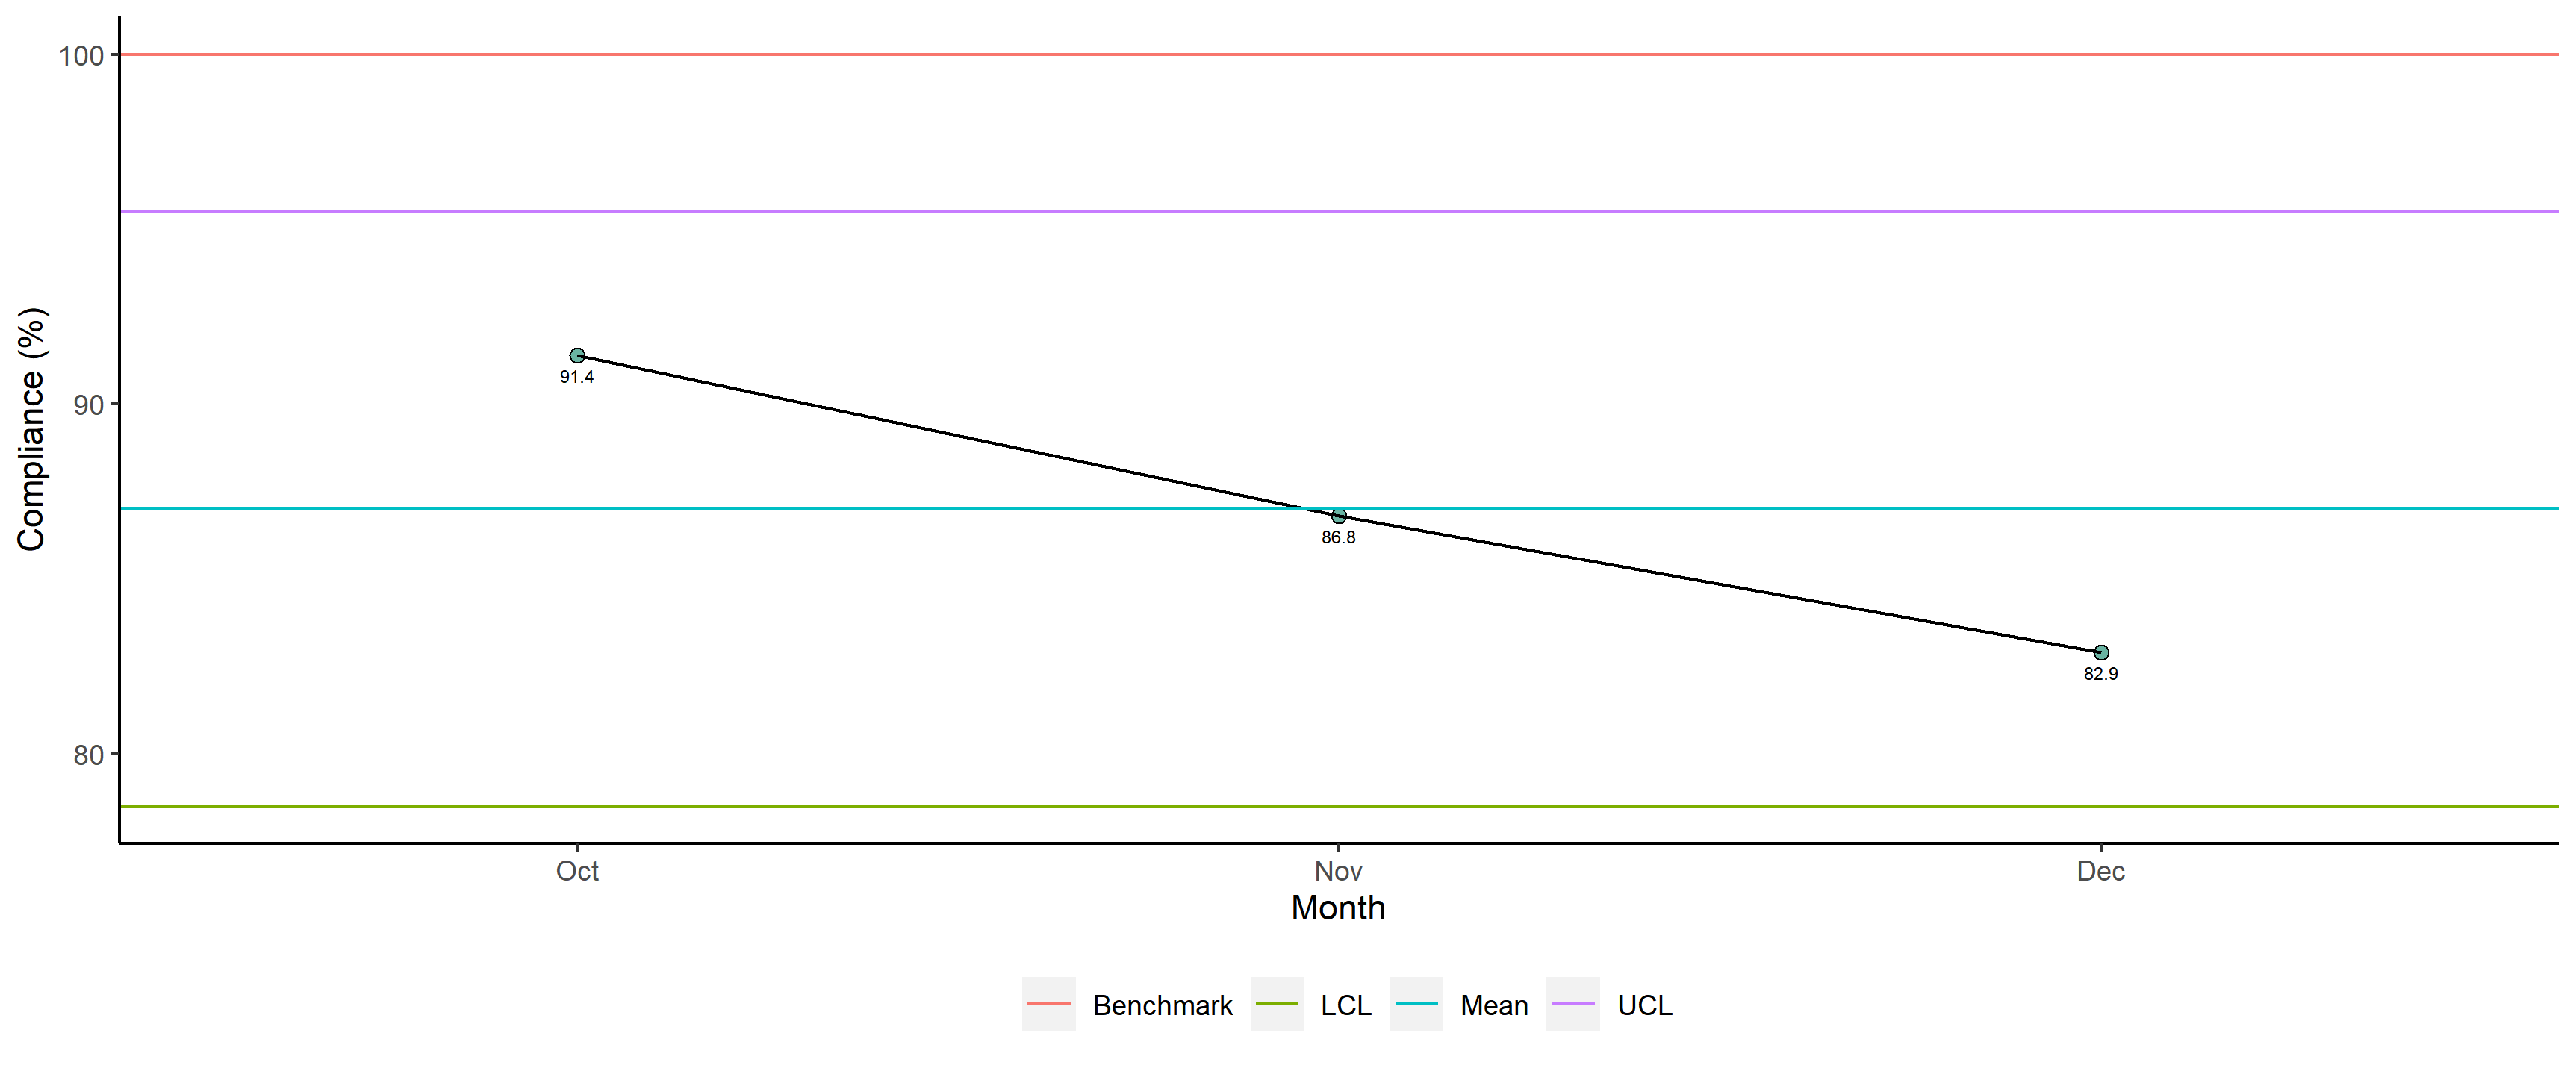 Compliance (%)
100
90
80
91.4
86.8
82.9
Oct Nov Dec
Month
Benchmark LCL Mean UCL